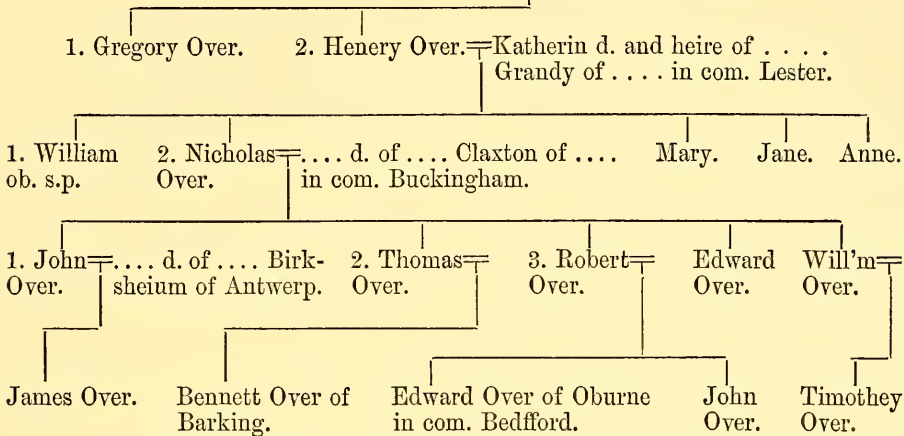 1. Gregory Over. 2. Henery Over.=Katherin d. and heire of . . . .
Grandy of . . . . in com. Lester.
1. William 2. Nicholas=. . . . d. of . . . . Claxton of . . . . Mary. Jane. Anne.
ob. s.p. Over. in com. Buckingham.
1. John=. . . . d. of . . . . Birk- 2. Thomas= 3. Robert= Edward Will'm=
Over. sheium of Antwerp. Over. Over. Over. Over.
James Over. Bennett Over of Edward Over of Oburne John Timothey
Barking. in com. Bedfford. Over. Over.